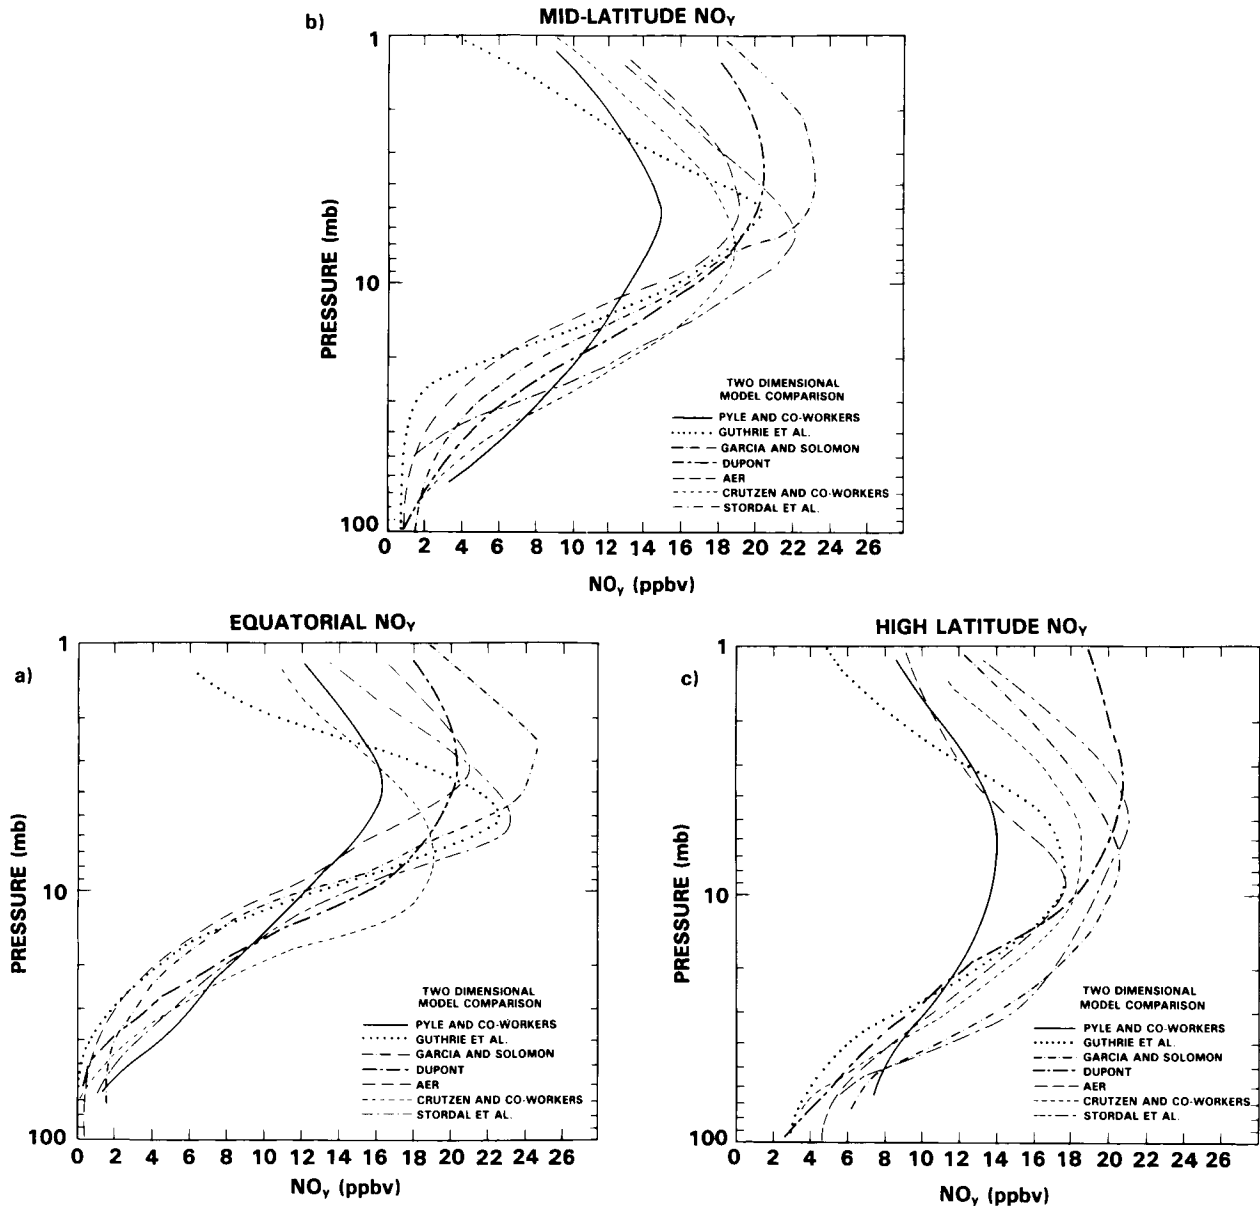 b)
MID-LATITUDE NOY
1
10
100
PRESSURE (mb)
TWO DIMENSIONAL
MODEL COMPARISON
PYLE AND CO-WORKERS
GUTHRIE ET AL.
GARCIA AND SOLOMON
DUPONT
AER
CRUTZEN AND CO-WORKERS
STORDAL ET AL.
0 2 4 6 8 10 12 14 16 18 20 22 24 26
NOy (ppbv)
a)
EQUATORIAL NOY
1
10
100
PRESSURE (mb)
TWO DIMENSIONAL
MODEL COMPARISON
PYLE AND CO-WORKERS
GUTHRIE ET AL.
GARCIA AND SOLOMON
DUPONT
AER
CRUTZEN AND CO-WORKERS
STORDAL ET AL.
0 2 4 6 8 10 12 14 16 18 20 22 24 26
NOy (ppbv)
c)
HIGH LATITUDE NOY
1
10
100
PRESSURE (mb)
TWO DIMENSIONAL
MODEL COMPARISON
PYLE AND CO-WORKERS
GUTHRIE ET AL.
GARCIA AND SOLOMON
DUPONT
AER
CRUTZEN AND CO-WORKERS
STORDAL ET AL.
0 2 4 6 8 10 12 14 16 18 20 22 24 26
NOy (ppbv)